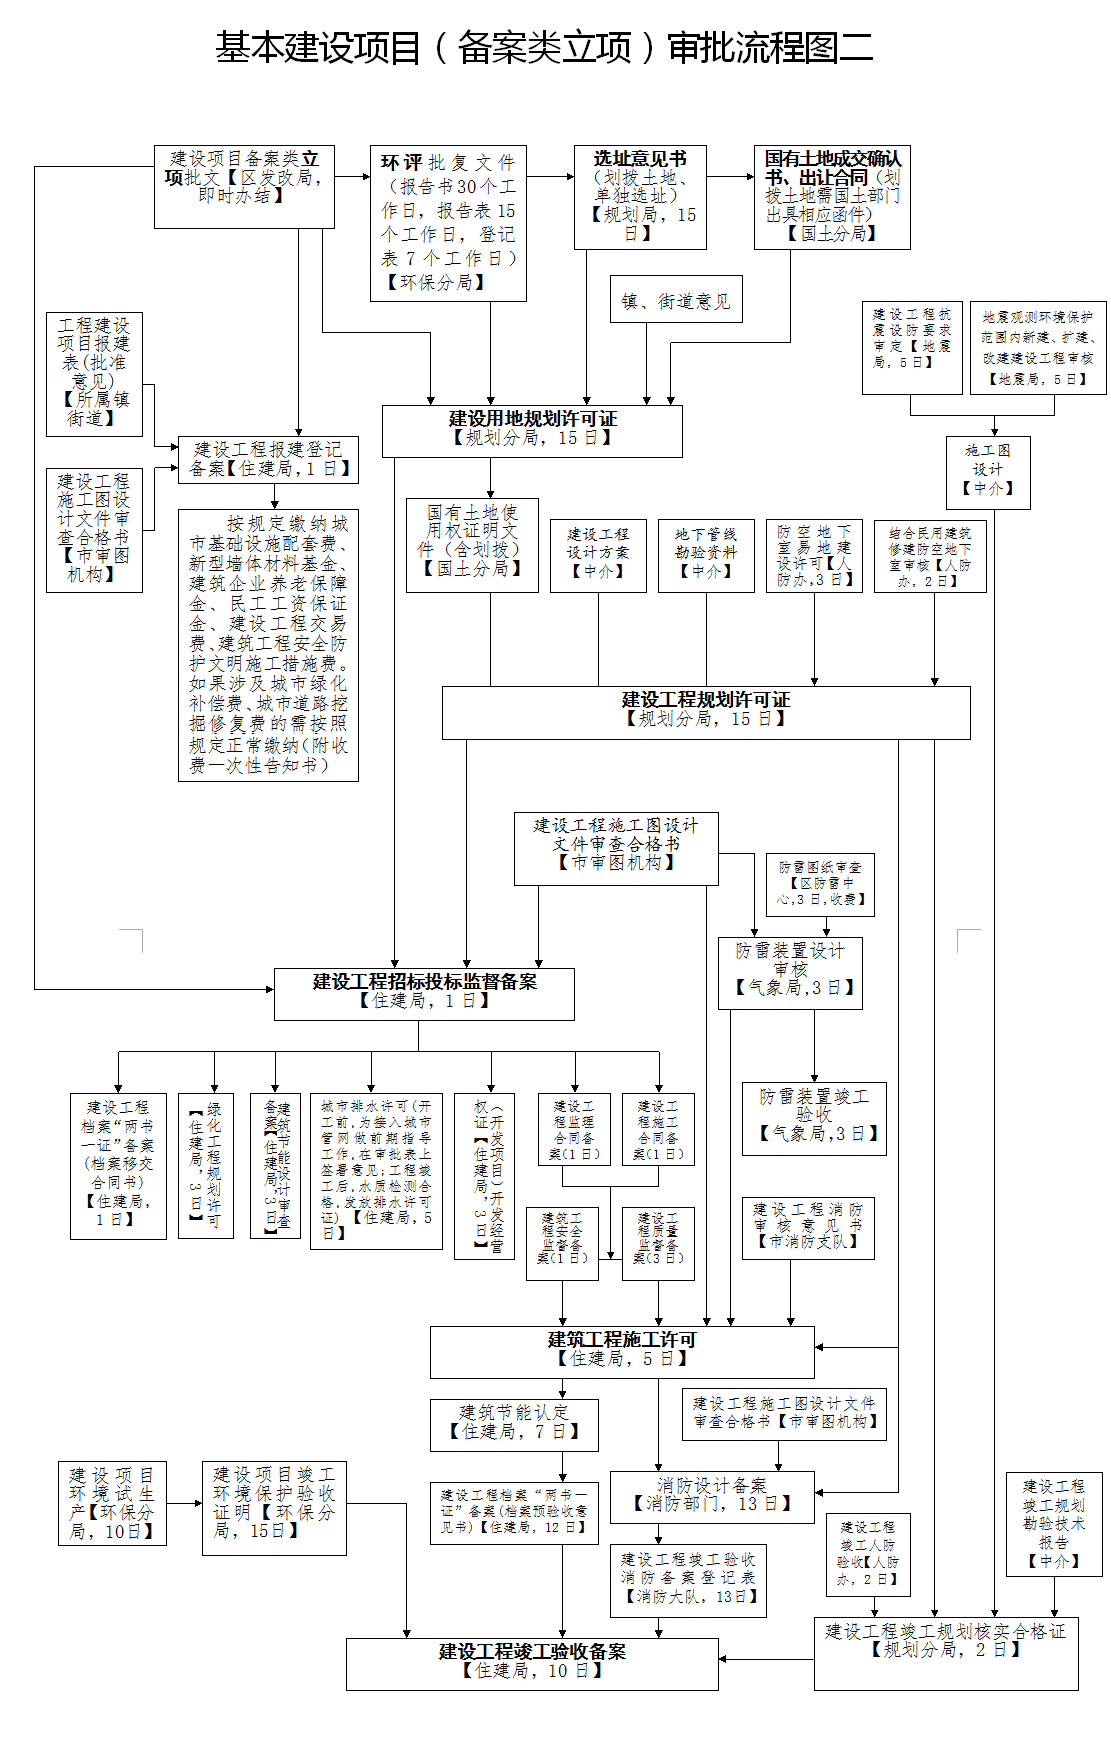 基本建设项目（备案类立项）审批流程图二
建设项目备案类立
项批文【区发改局，
即时办结】
环评批复文件
（报告书30个工
作日，报告表15
个工作日，登记
表7个工作日）
【环保分局】
选址意见书
（划拨土地、
单独选址）
【规划局，15
日】
国有土地成交确认
书、出让合同（划
拨土地需国土部门
出具相应函件）
【国土分局】
镇、街道意见
工程建设
项目报建
表(批准
意见)
【所属镇
街道】
建设工程抗
震设防要求
审定【地震
局，5日】
地震观测环境保护
范围内新建、扩建、
改建建设工程审核
【地震局，5日】
建设用地规划许可证
【规划分局，15日】
建设工程报建登记
备案【住建局,1日】
施工图
设计
【中介】
建设工程
施工图设
计文件审
查合格书
【市审图
机构】
国有土地使
用权证明文
件（含划拨）
【国土分局】
建设工程
设计方案
【中介】
地下管线
勘验资料
【中介】
防空地下
室易地建
设许可【人
防办,3日】
结合民用建筑
修建防空地下
室审核【人防
办，2日】
按规定缴纳城
市基础设施配套费、
新型墙体材料基金、
建筑企业养老保障
金、民工工资保证
金、建设工程交易
费、建筑工程安全防
护文明施工措施费。
如果涉及城市绿化
补偿费、城市道路挖
掘修复费的需按照
规定正常缴纳(附收
费一次性告知书)
建设工程规划许可证
【规划分局，15日】
建设工程施工图设计
文件审查合格书
【市审图机构】
防雷图纸审查
【区防雷中
心,3日,收费】
防雷装置设计
审核
【气象局,3日】
建设工程招标投标监督备案
【住建局，1日】
防雷装置竣工
验收
【气象局,3日】
建设工程
档案“两书
一证”备案
(档案移交
合同书)
【住建局，
1日】
绿化工程规划许可
【住建局，3日】
建筑节能设计审查
备案【住建局,3日】
城市排水许可(开
工前,为接入城市
管网做前期指导
工作,在审批表上
签署意见;工程竣
工后,水质检测合
格,发放排水许可
证)【住建局，5
日】
（开发项目）开发经营
权证【住建局，3日】
建设工
程监理
合同备
案(1日)
建设工
程施工
合同备
案(1日)
建筑工
程安全
监督备
案(1日)
建设工
程质量
监督备
案(3日)
建设工程消防
审核意见书
【市消防支队】
建筑工程施工许可
【住建局，5日】
建筑节能认定
【住建局，7日】
建设工程施工图设计文件
审查合格书【市审图机构】
建设项目
环境试生
产【环保分
局，10日】
建设项目竣工
环境保护验收
证明【环保分
局，15日】
建设工程档案“两书一
证”备案(档案预验收意
见书)【住建局，12日】
消防设计备案
【消防部门，13日】
建设工程
竣工规划
勘验技术
报告
【中介】
建设工程
竣工人防
验收【人防
办，2日】
建设工程竣工验收
消防备案登记表
【消防大队，13日】
建设工程竣工规划核实合格证
【规划分局，2日】
建设工程竣工验收备案
【住建局，10日】